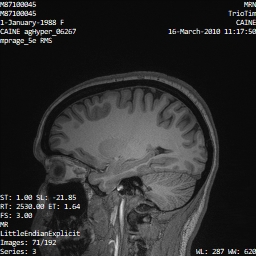 M87100045
MRN
M87100045
TrioTim
1-January-1988 F
CAINE
CAINE agHyper_06267
16-March-2010 11:17:50
mprage_5e RMS
ST: 1.00 SL: -21.85
RT: 2530.00 ET: 1.64
FS: 3.00
MR
LittleEndianExplicit
Images: 71/192
Series: 3
WL: 287 WW: 620